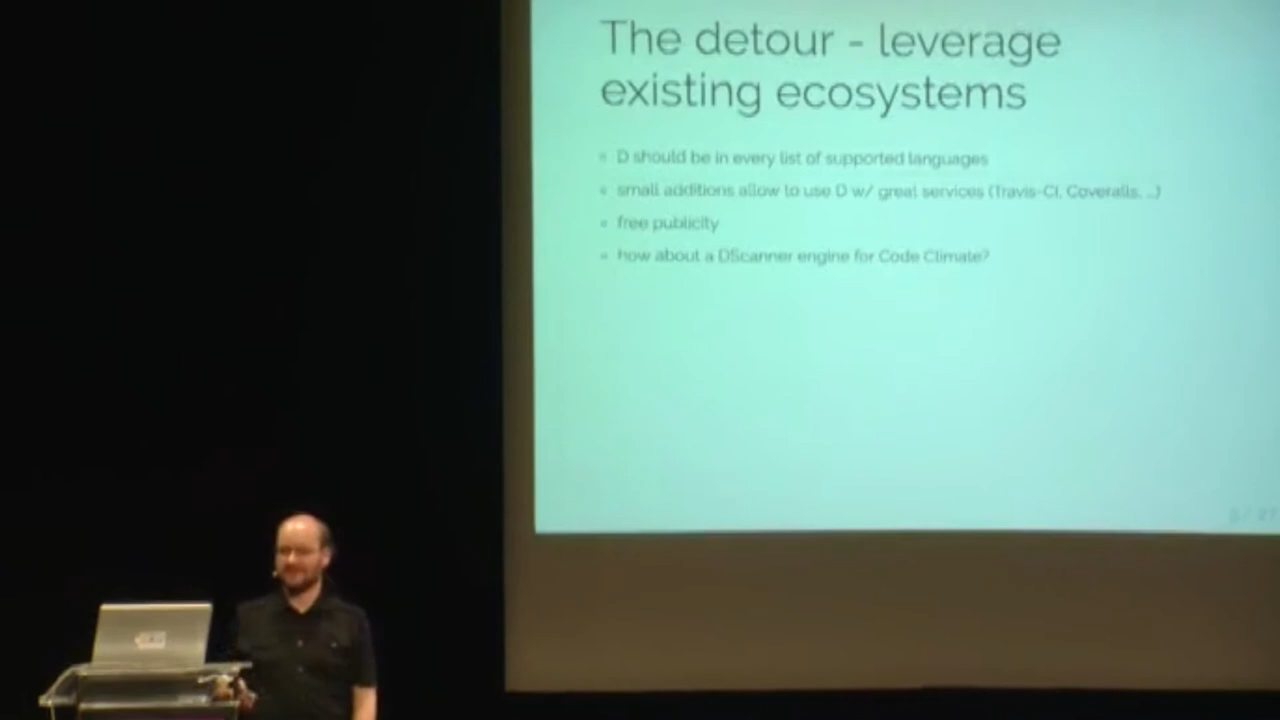 The detour - leverage
existing ecosystems
D should be in every list of supported languages
small additions allow to use D w/ great services (Travis-CI, Coveralls, ...)
free publicity
how about a DScanner engine for Code Climate?